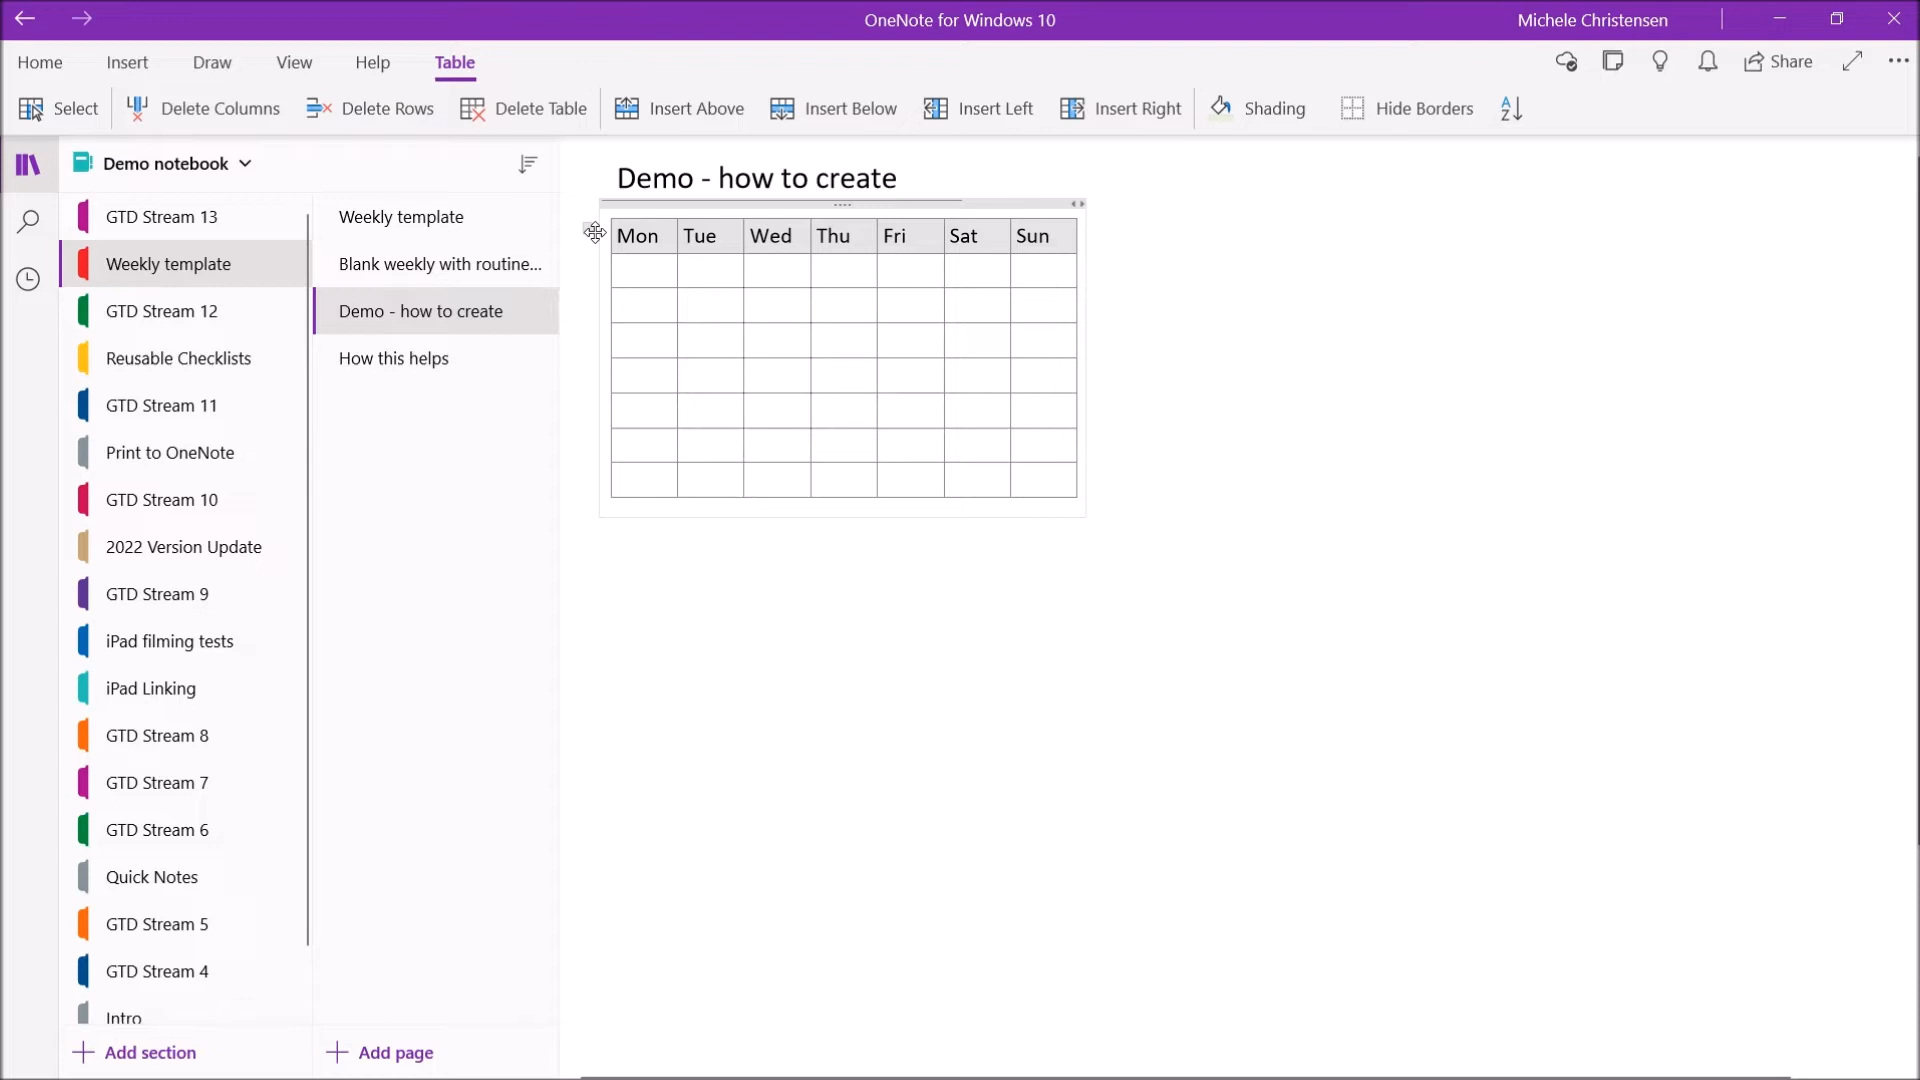 OneNote for Windows 10
Michele Christensen
Home Insert Draw View Help Table
Share
Select Delete Columns Delete Rows Delete Table Insert Above Insert Below Insert Left Insert Right Shading Hide Borders
Demo notebook
GTD Stream 13
Weekly template
GTD Stream 12
Reusable Checklists
GTD Stream 11
Print to OneNote
GTD Stream 10
2022 Version Update
GTD Stream 9
iPad filming tests
iPad Linking
GTD Stream 8
GTD Stream 7
GTD Stream 6
Quick Notes
GTD Stream 5
GTD Stream 4
Intro
Add section
Weekly template
Blank weekly with routine...
Demo - how to create
How this helps
Add page
Demo - how to create
Mon Tue Wed Thu Fri Sat Sun